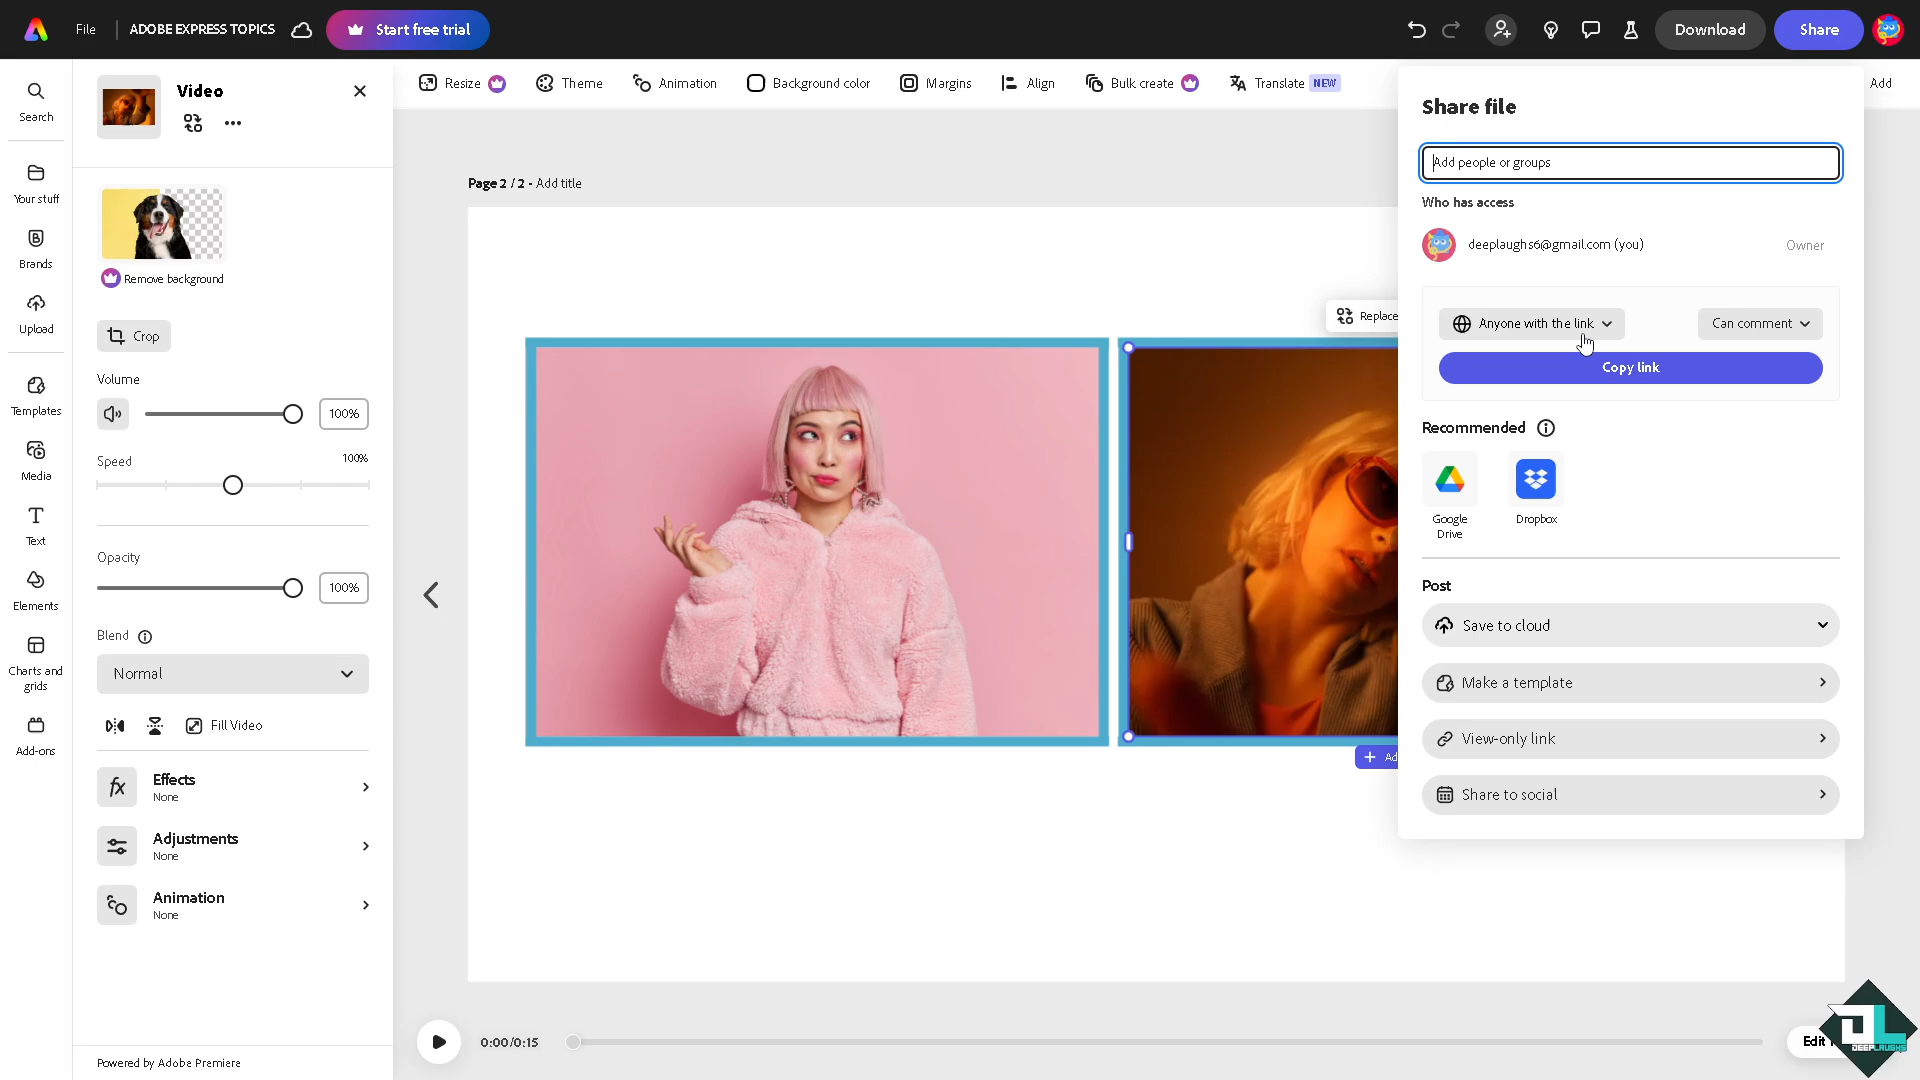 File
ADOBE EXPRESS TOPICS
Start free trial
Download
Share
Search
Your stuff
Brands
Upload
Templates
Media
Text
Elements
Charts and
grids
Add-ons
Video
Remove background
Crop
Volume
100%
Speed
100%
Opacity
100%
Blend
Normal
Fill Video
Effects
None
Adjustments
None
Animation
None
Powered by Adobe Premiere
Resize
Theme
Animation
Background color
Margins
Align
Bulk create
Translate NEW
Add
Page 2 / 2 - Add title
Replace
0:00/0:15
Edit
Share file
Add people or groups
Who has access
deeplaughs6@gmail.com (you)
Owner
Anyone with the link
Can comment
Copy link
Recommended
Google
Drive
Dropbox
Post
Save to cloud
Make a template
View-only link
Share to social
DEEPLAUGHS